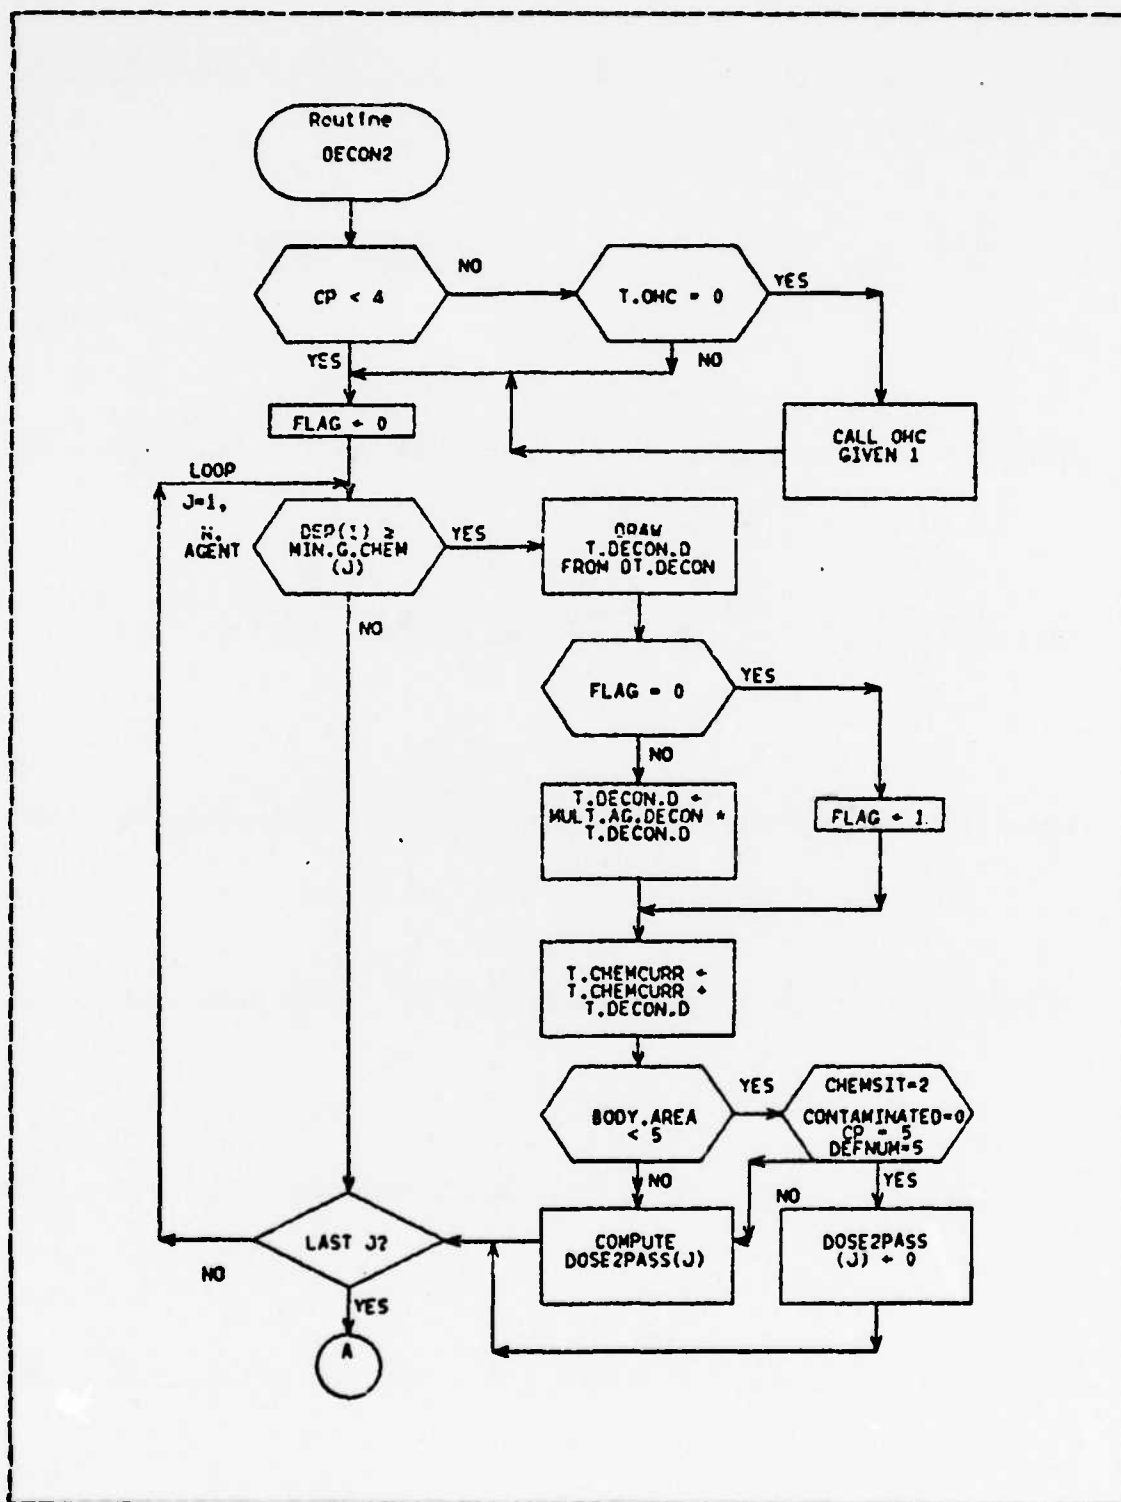 Routine
DECON2
CP < 4
NO
T.OHC = 0
YES
YES
NO
FLAG ← 0
CALL OHC
GIVEN 1
LOOP
J=1,
N.
AGENT
DEP(I) ≥
MIN.G.CHEM
(J)
YES
DRAW
T.DECON.D
FROM DT.DECON
NO
FLAG = 0
YES
NO
T.DECON.D ←
MULT.AG.DECON *
T.DECON.D
FLAG ← 1.
T.CHEMCURR ←
T.CHEMCURR +
T.DECON.D
BODY.AREA
< 5
YES
CHEMSIT=2
CONTAMINATED=0
CP = 5
DEFNUM=5
NO
NO
YES
COMPUTE
DOSE2PASS(J)
DOSE2PASS
(J) ← 0
LAST J?
NO
YES
A